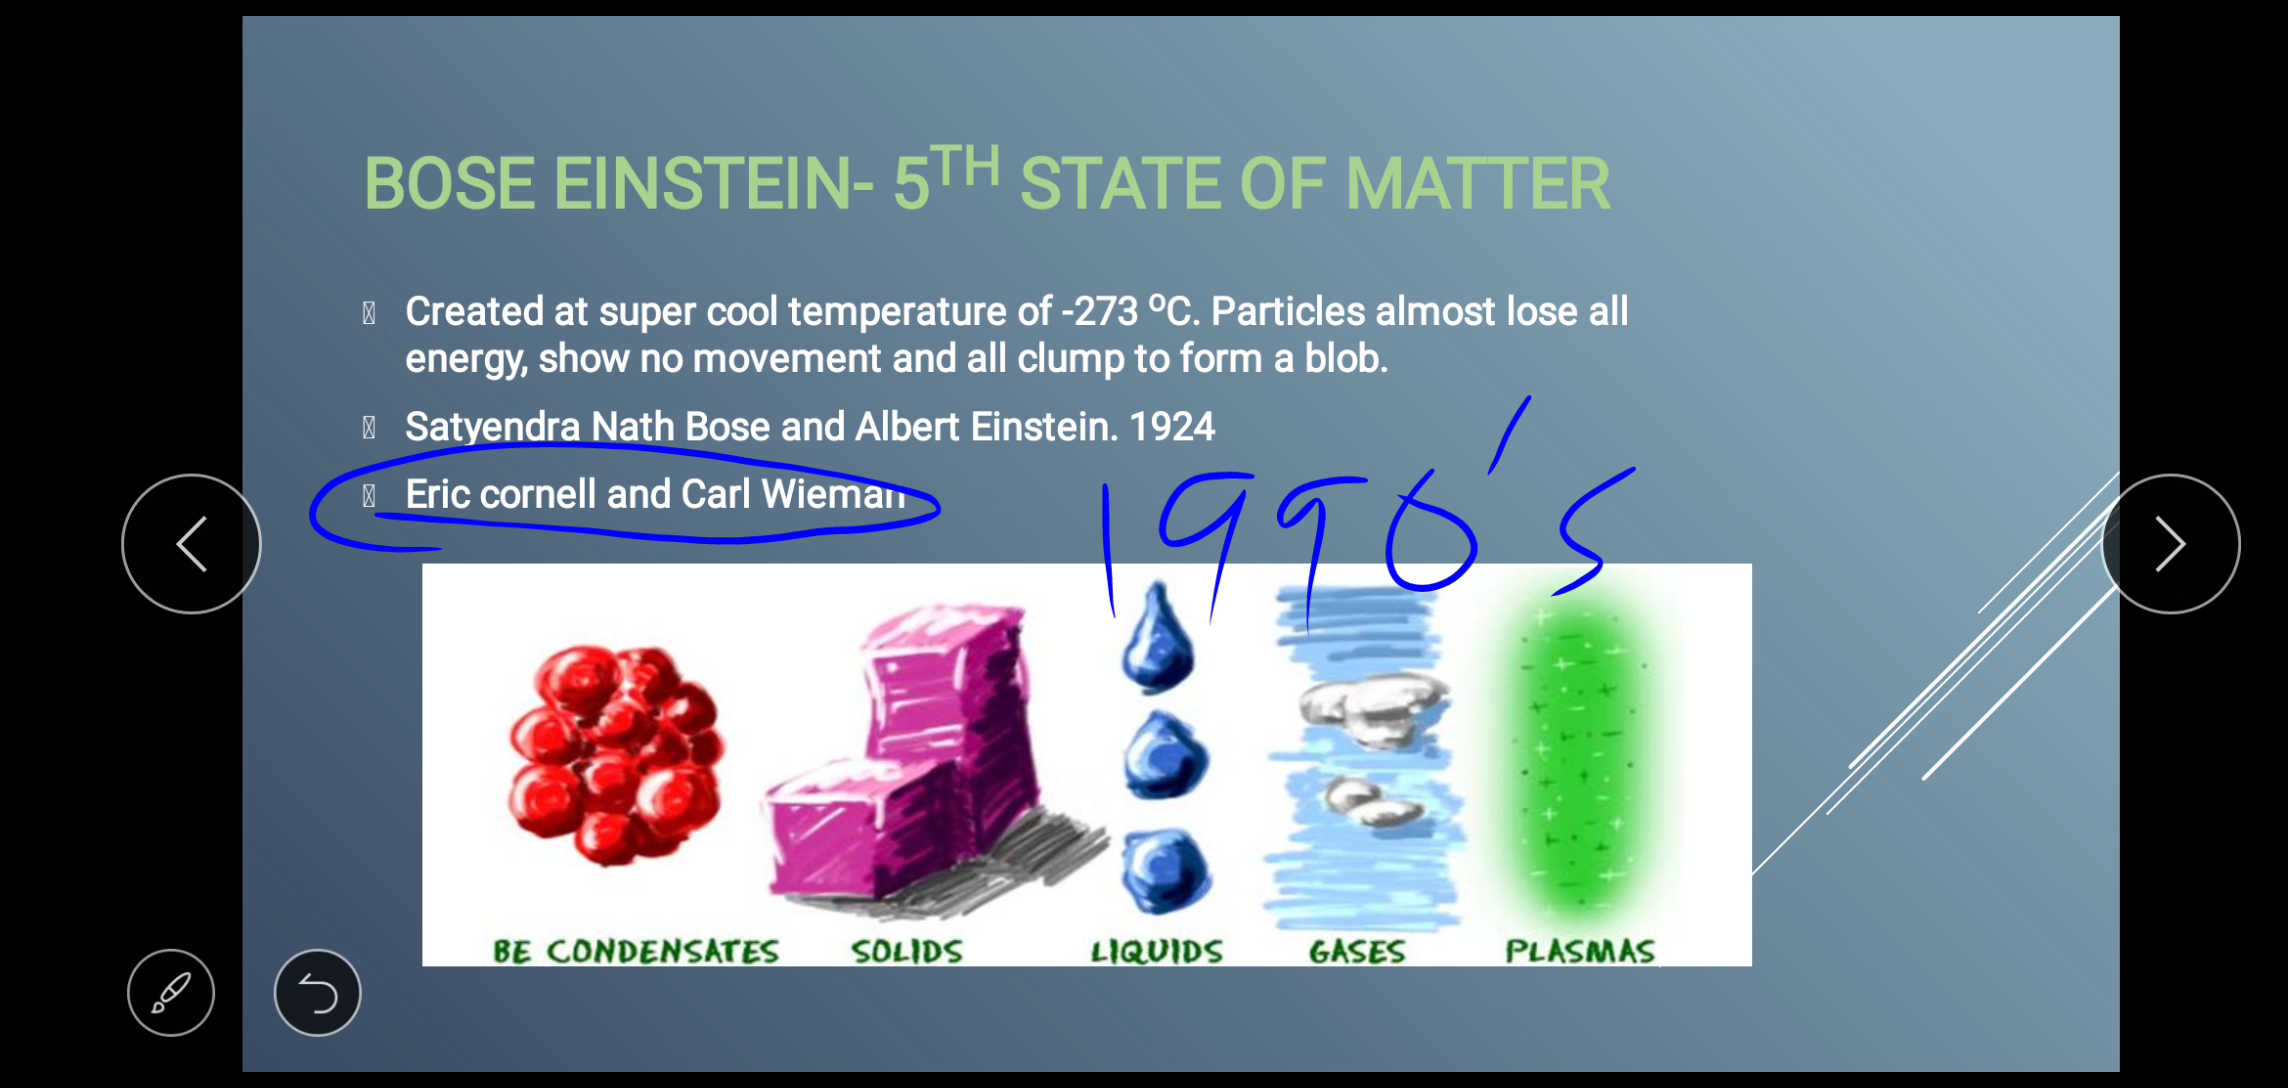 BOSE EINSTEIN- 5TH STATE OF MATTER
Created at super cool temperature of -273 ºC. Particles almost lose all
energy, show no movement and all clump to form a blob.
Satyendra Nath Bose and Albert Einstein. 1924
Eric cornell and Carl Wieman
1990's
BE CONDENSATES SOLIDS LIQUIDS GASES PLASMAS